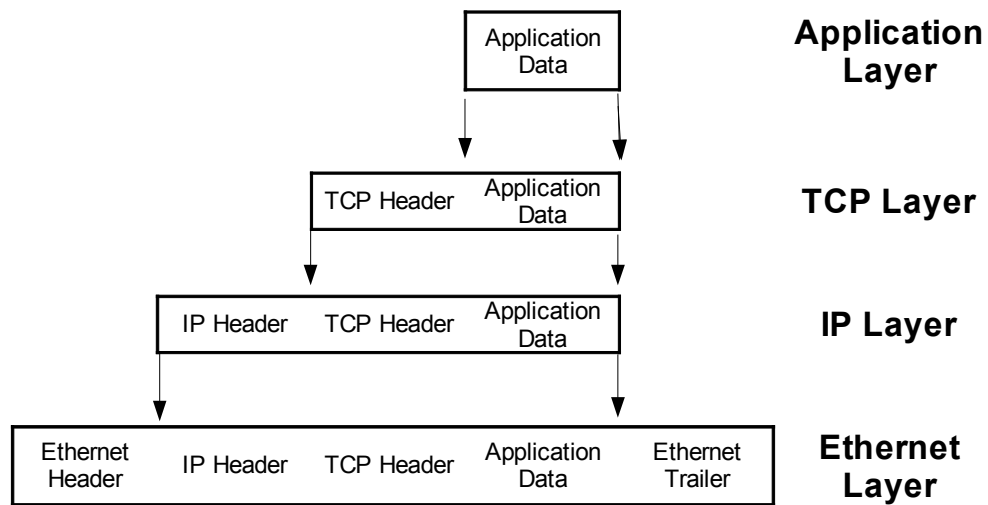 Application
Data
Application
Layer
TCP Header
Application
Data
TCP Layer
IP Header
TCP Header
Application
Data
IP Layer
Ethernet
Header
IP Header
TCP Header
Application
Data
Ethernet
Trailer
Ethernet
Layer